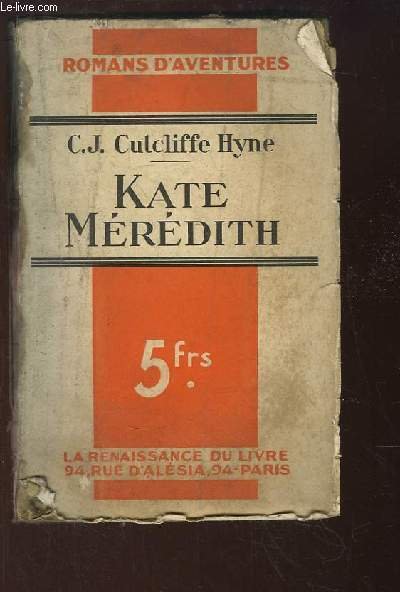 Le-livre.com
ROMANS D'AVENTURES
C.J. Cutcliffe Hyne
KATE
MÉRÉDITH
5 frs.
LA RENAISSANCE DU LIVRE
94, RUE D'ALÉSIA, 94-PARIS